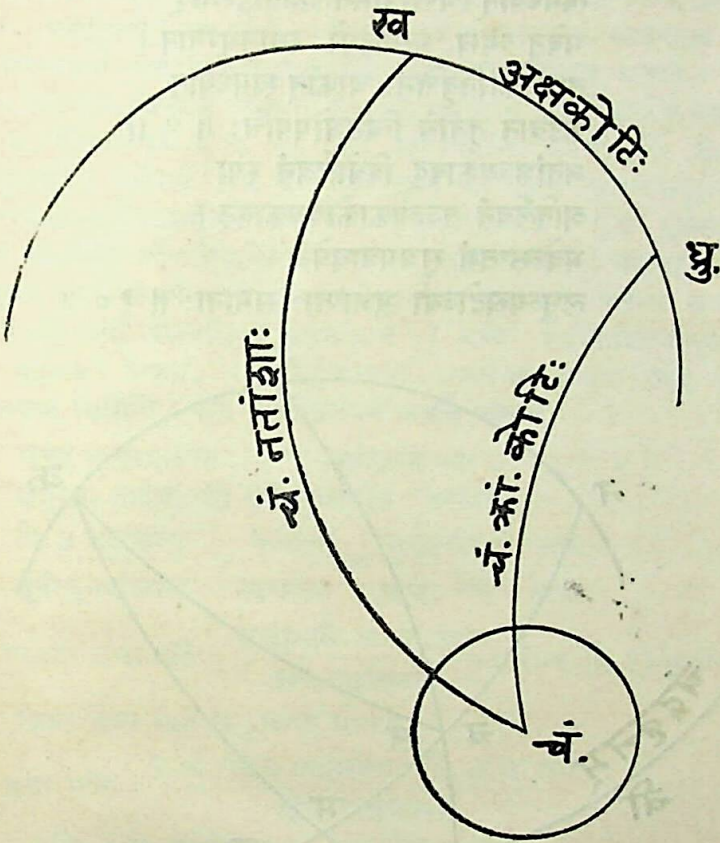 ख
अक्षकोटिः
ध्रु.
चं. नतांशाः
चं. क्रां. कोटिः
चं.